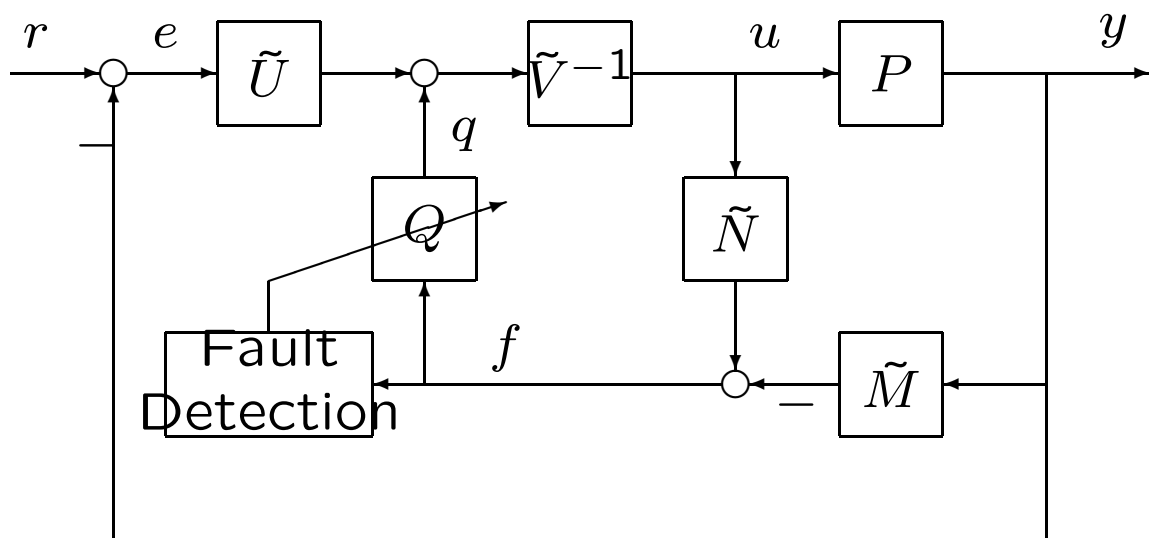 r e Ũ Ṽ⁻¹ u P y
−
q
Q Ñ
f
Fault
Detection
− M̃